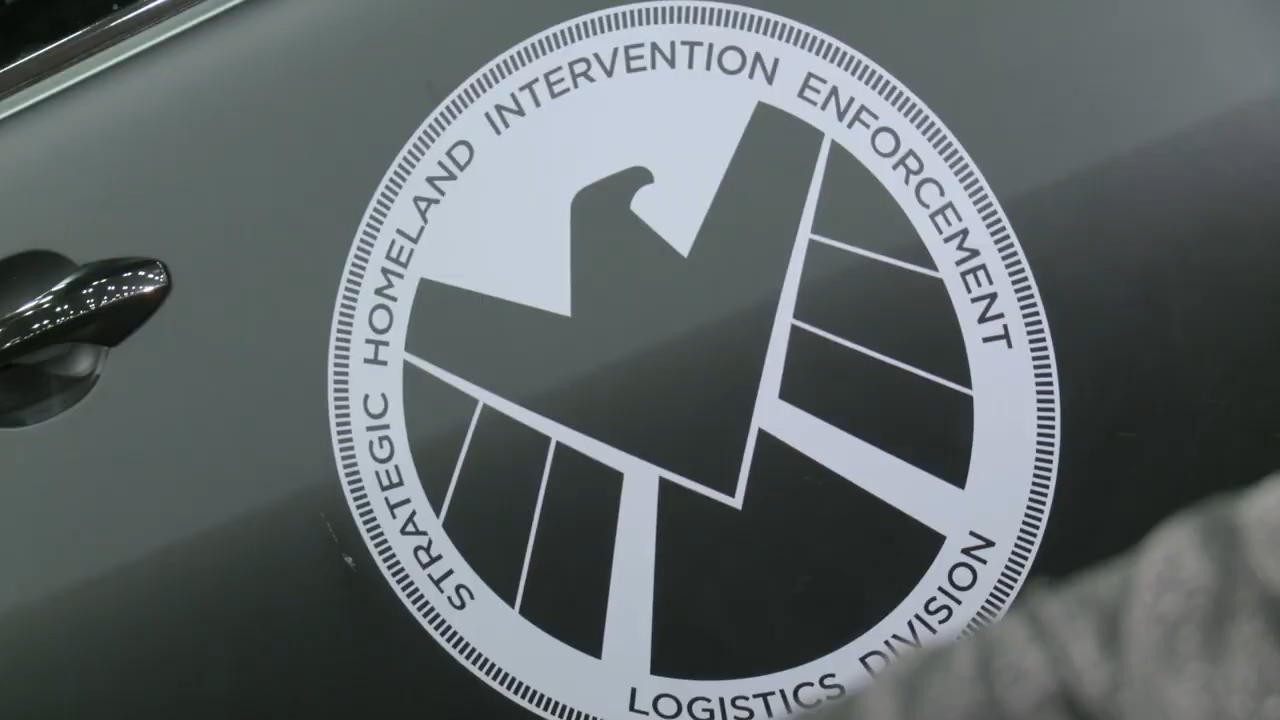 STRATEGIC HOMELAND INTERVENTION ENFORCEMENT
LOGISTICS DIVISION